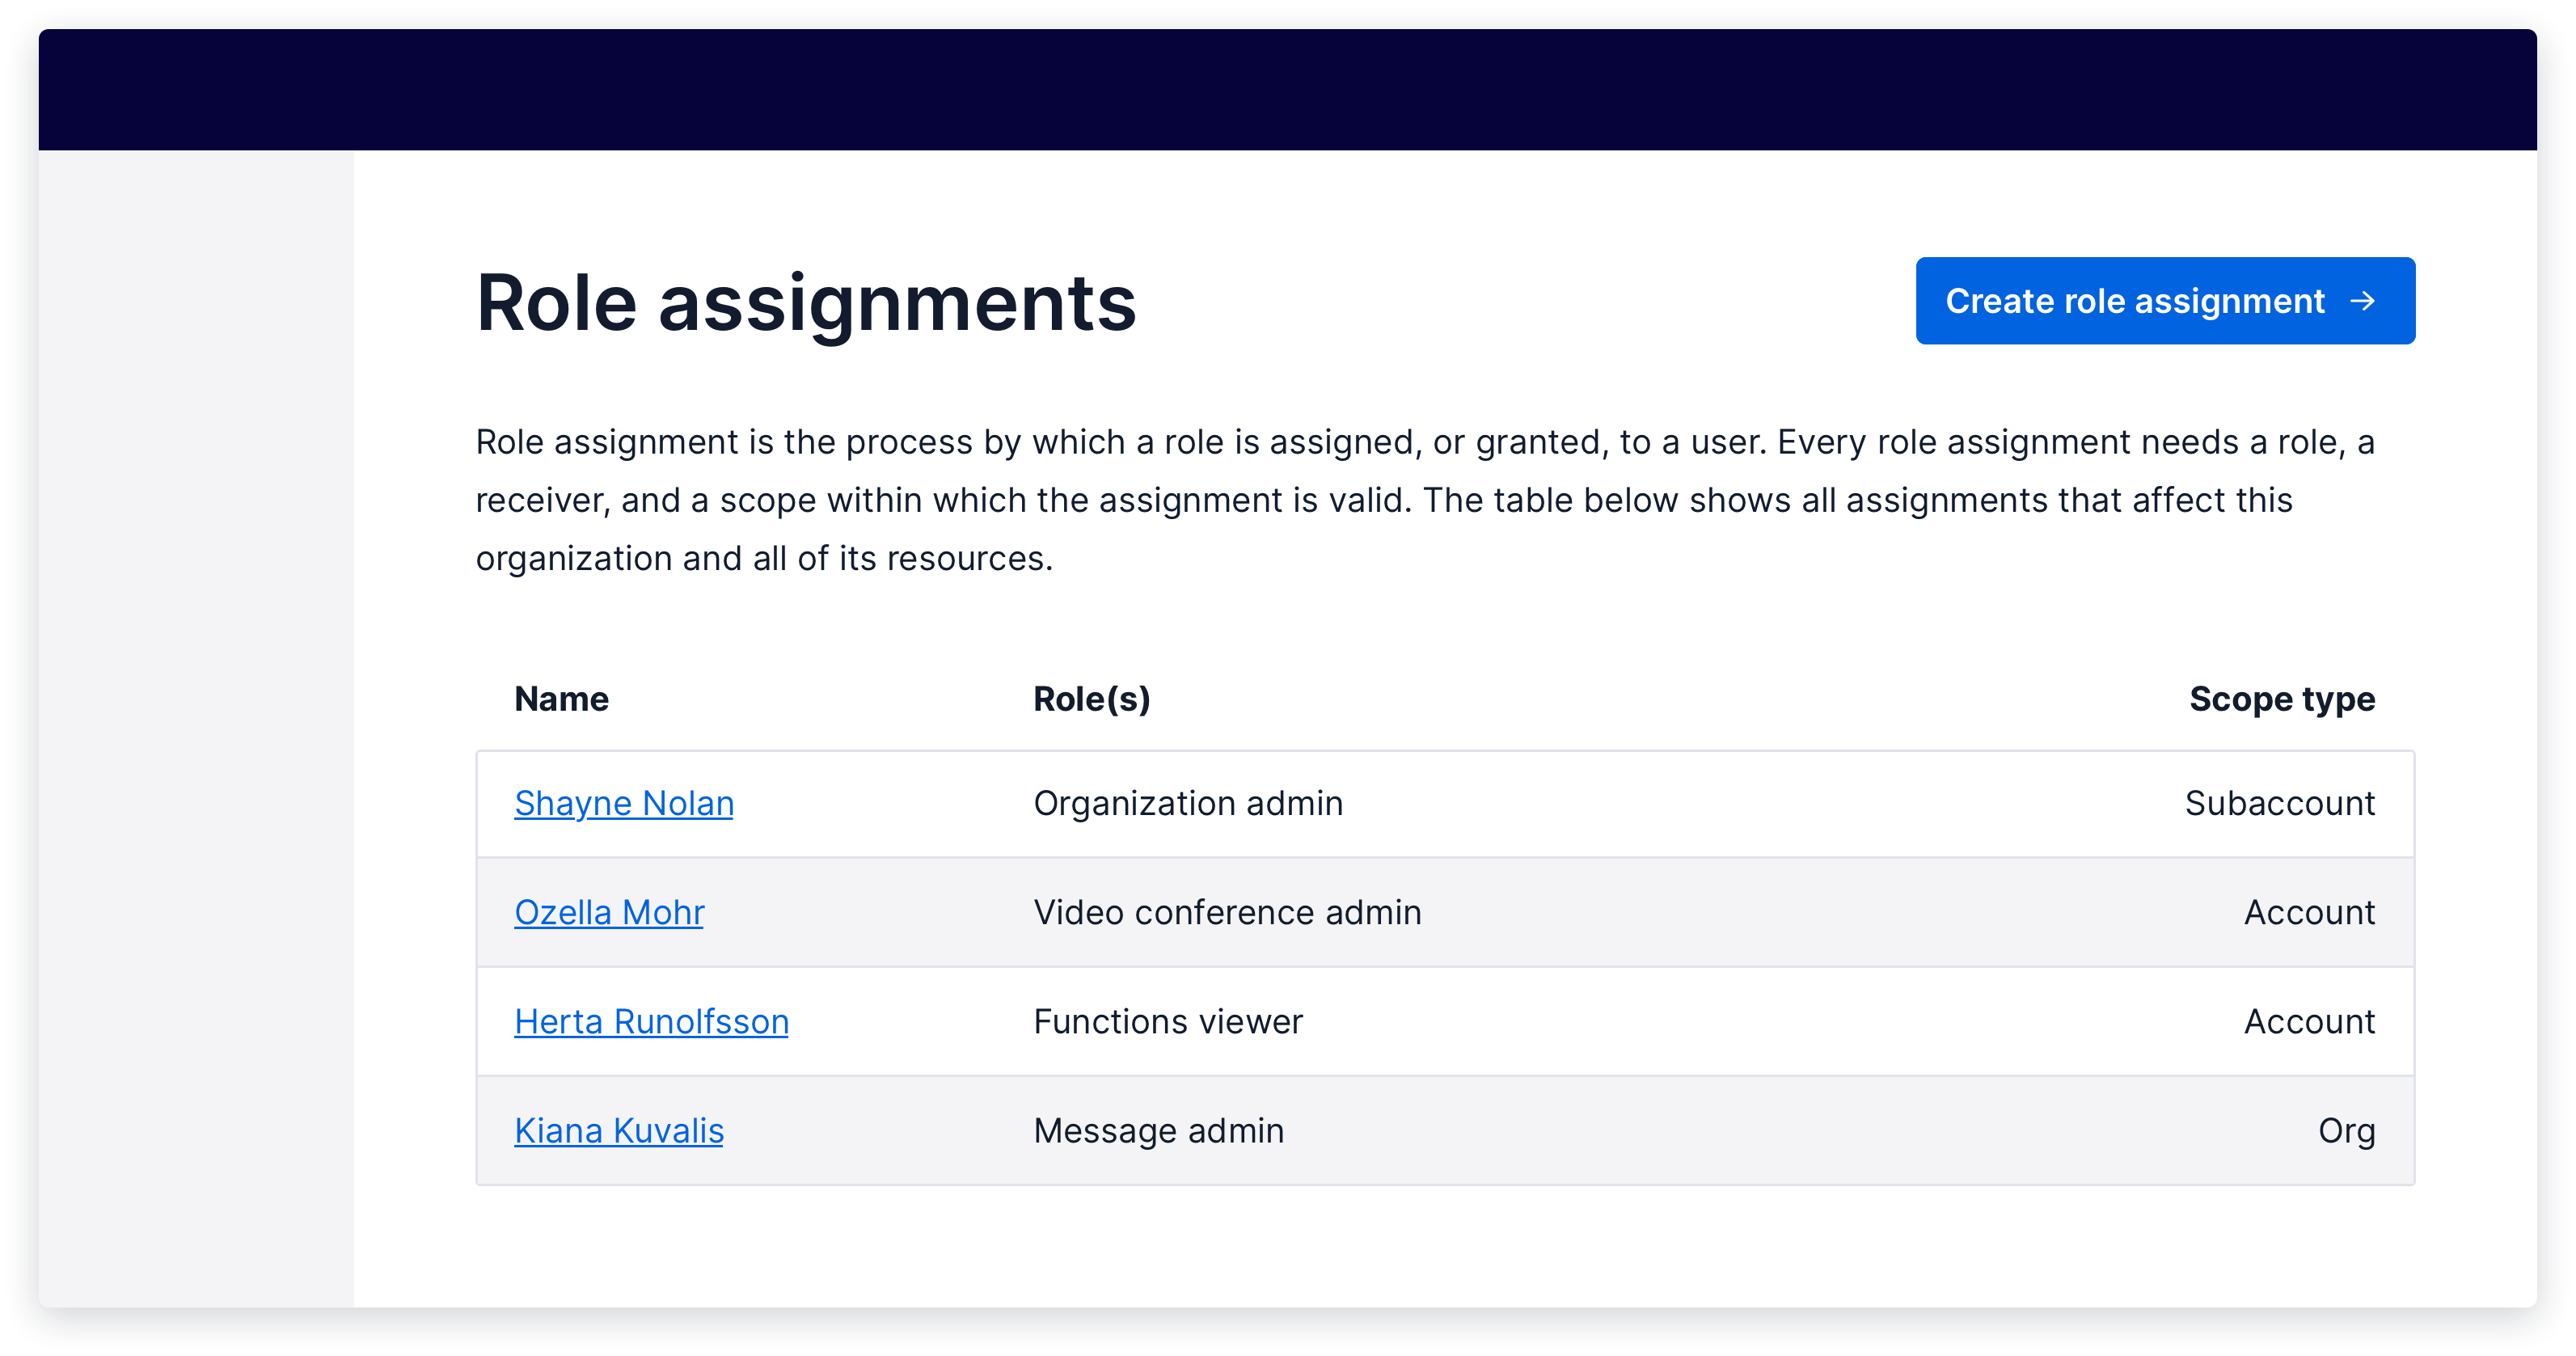 Role assignments
Create role assignment
Role assignment is the process by which a role is assigned, or granted, to a user. Every role assignment needs a role, a
receiver, and a scope within which the assignment is valid. The table below shows all assignments that affect this
organization and all of its resources.
Name Role(s) Scope type
Shayne Nolan Organization admin Subaccount
Ozella Mohr Video conference admin Account
Herta Runolfsson Functions viewer Account
Kiana Kuvalis Message admin Org